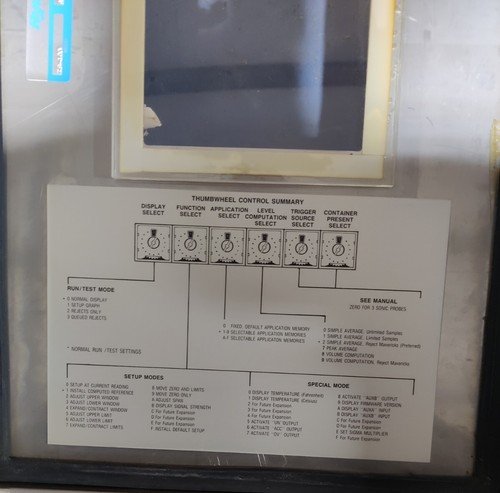 THUMBWHEEL CONTROL SUMMARY
DISPLAY SELECT
FUNCTION SELECT
APPLICATION SELECT
LEVEL COMPUTATION SELECT
TRIGGER SOURCE SELECT
CONTAINER PRESENT SELECT
RUN/TEST MODE
0 NORMAL DISPLAY
1 SETUP GRAPH
2 REJECTS ONLY
3 QUEUED REJECTS
NORMAL RUN / TEST SETTINGS
0 FIXED DEFAULT APPLICATION MEMORY
1-9 SELECTABLE APPLICATION MEMORIES
A-F SELECTABLE APPLICATION MEMORIES
SEE MANUAL
ZERO FOR 3 SONIC PROBES
0 SIMPLE AVERAGE, Unlimited Samples
1 SIMPLE AVERAGE, Limited Samples
2 SIMPLE AVERAGE, Reject Mavericks (Preferred)
7 PEAK AVERAGE
8 VOLUME COMPUTATION
9 VOLUME COMPUTATION, Reject Mavericks
SETUP MODES
0 SETUP AT CURRENT READING
1 INSTALL COMPUTED REFERENCE
2 ADJUST UPPER WINDOW
3 ADJUST LOWER WINDOW
4 EXPAND/CONTRACT WINDOW
5 ADJUST UPPER LIMIT
6 ADJUST LOWER LIMIT
7 EXPAND/CONTRACT LIMITS
8 MOVE ZERO AND LIMITS
9 MOVE ZERO ONLY
A ADJUST SPAN
B DISPLAY SIGNAL STRENGTH
C For Future Expansion
D For Future Expansion
E For Future Expansion
F INSTALL DEFAULT SETUP
SPECIAL MODE
0 DISPLAY TEMPERATURE (Fahrenheit)
1 DISPLAY TEMPERATURE (Celsius)
2 For Future Expansion
3 For Future Expansion
4 For Future Expansion
5 ACTIVATE "UN" OUTPUT
6 ACTIVATE "ACC" OUTPUT
7 ACTIVATE "OV" OUTPUT
8 ACTIVATE "AUXB" OUTPUT
9 DISPLAY FIRMWARE VERSION
A DISPLAY "AUXA" INPUT
B DISPLAY "AUXB" INPUT
C For Future Expansion
D For Future Expansion
E SET SIGMA MULTIPLIER
F For Future Expansion